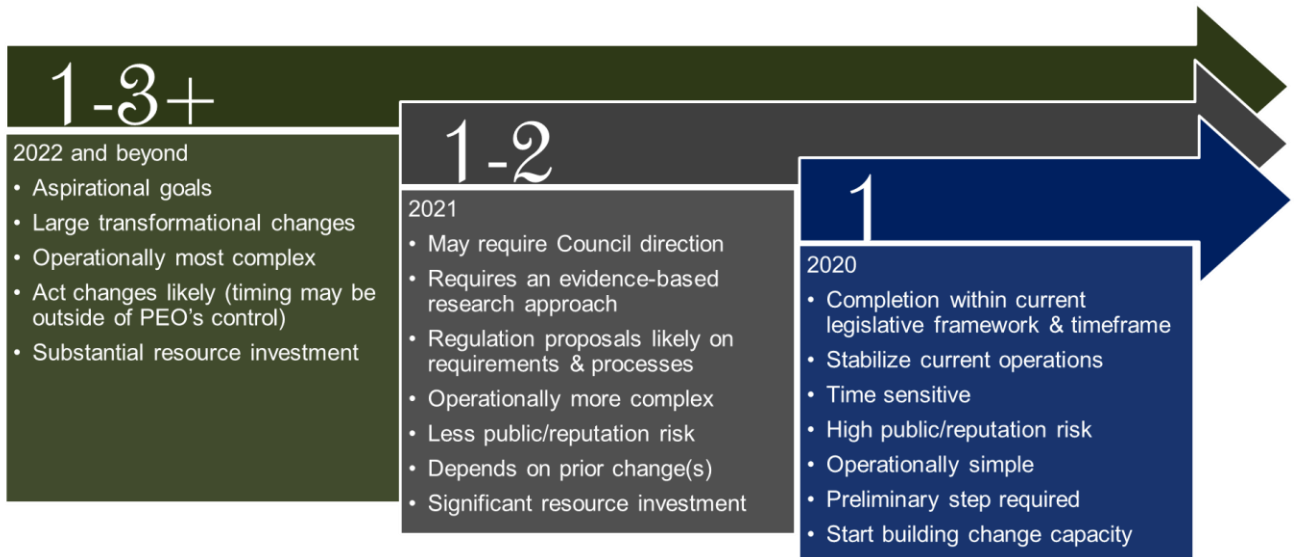 1-3+
2022 and beyond
• Aspirational goals
• Large transformational changes
• Operationally most complex
• Act changes likely (timing may be
outside of PEO's control)
• Substantial resource investment
1-2
2021
• May require Council direction
• Requires an evidence-based
research approach
• Regulation proposals likely on
requirements & processes
• Operationally more complex
• Less public/reputation risk
• Depends on prior change(s)
• Significant resource investment
1
2020
• Completion within current
legislative framework & timeframe
• Stabilize current operations
• Time sensitive
• High public/reputation risk
• Operationally simple
• Preliminary step required
• Start building change capacity